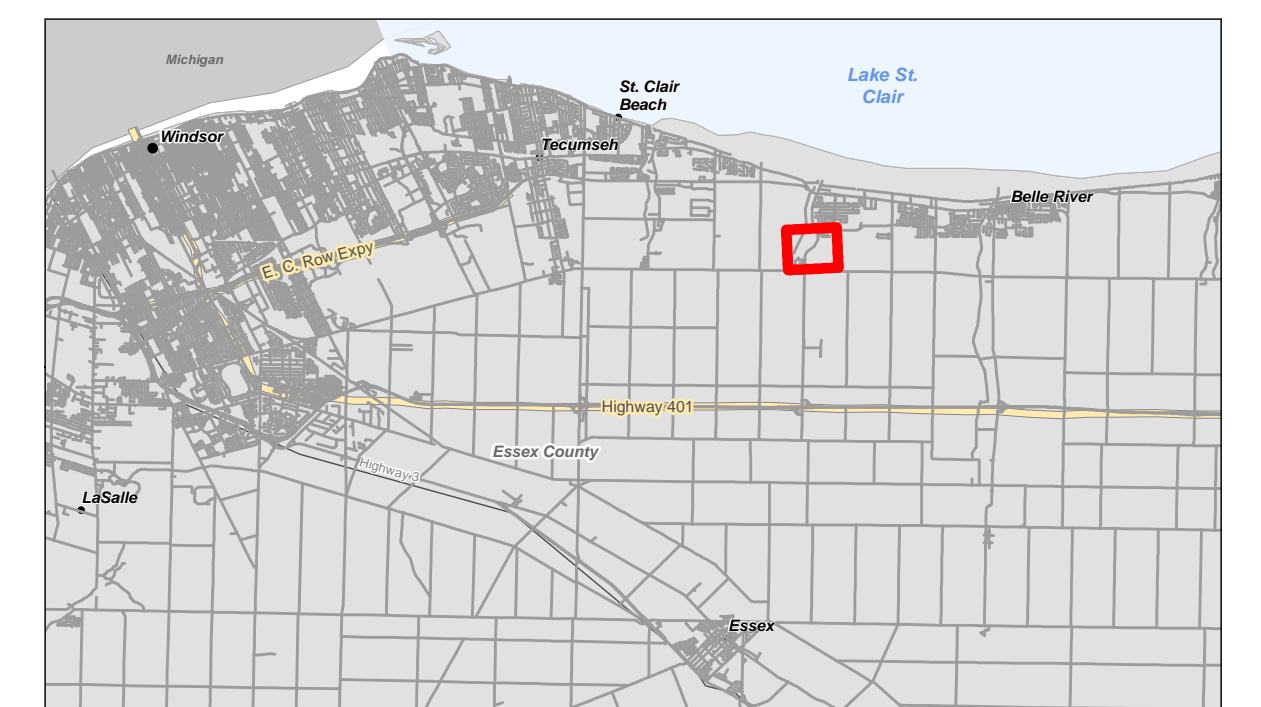 Michigan
Lake St.
Clair
St. Clair
Beach
Windsor
Tecumseh
Belle River
E. C. Row Expy
Highway 401
Essex County
Highway 3
LaSalle
Essex